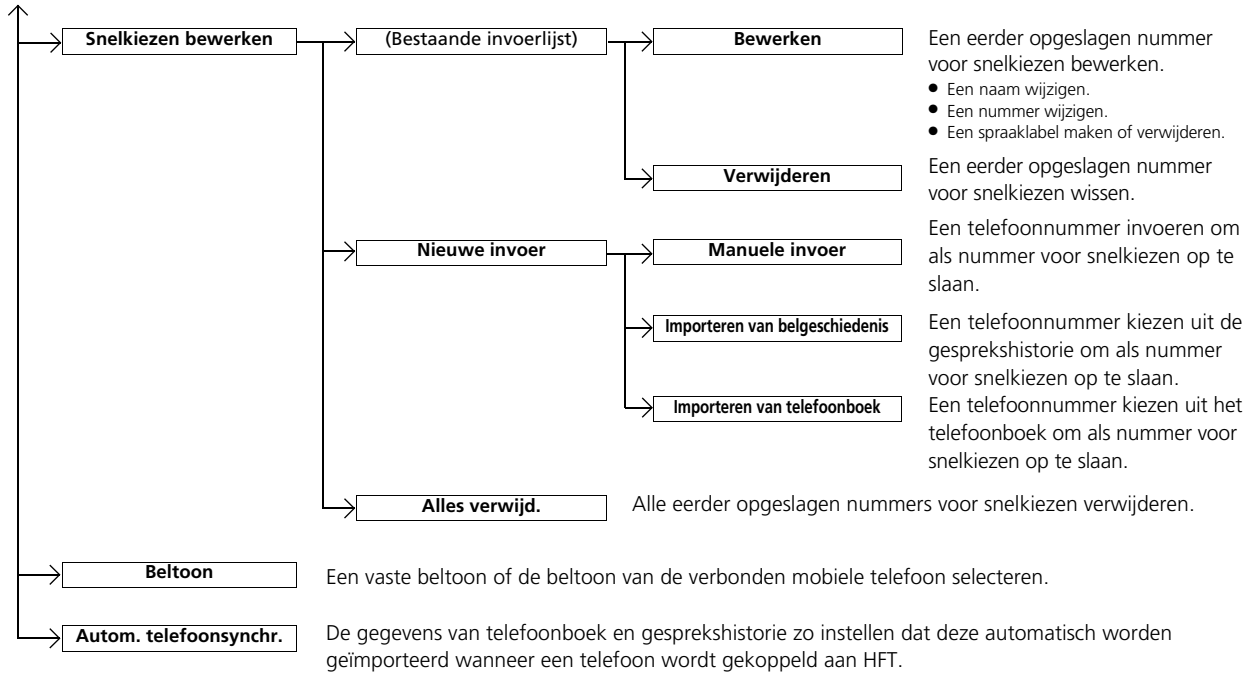 Snelkiezen bewerken
(Bestaande invoerlijst)
Bewerken
Een eerder opgeslagen nummer
voor snelkiezen bewerken.
● Een naam wijzigen.
● Een nummer wijzigen.
● Een spraaklabel maken of verwijderen.
Verwijderen
Een eerder opgeslagen nummer
voor snelkiezen wissen.
Nieuwe invoer
Manuele invoer
Een telefoonnummer invoeren om
als nummer voor snelkiezen op te
slaan.
Importeren van belgeschiedenis
Een telefoonnummer kiezen uit de
gesprekshistorie om als nummer
voor snelkiezen op te slaan.
Importeren van telefoonboek
Een telefoonnummer kiezen uit het
telefoonboek om als nummer voor
snelkiezen op te slaan.
Alles verwijd.
Alle eerder opgeslagen nummers voor snelkiezen verwijderen.
Beltoon
Een vaste beltoon of de beltoon van de verbonden mobiele telefoon selecteren.
Autom. telefoonsynchr.
De gegevens van telefoonboek en gesprekshistorie zo instellen dat deze automatisch worden
geïmporteerd wanneer een telefoon wordt gekoppeld aan HFT.